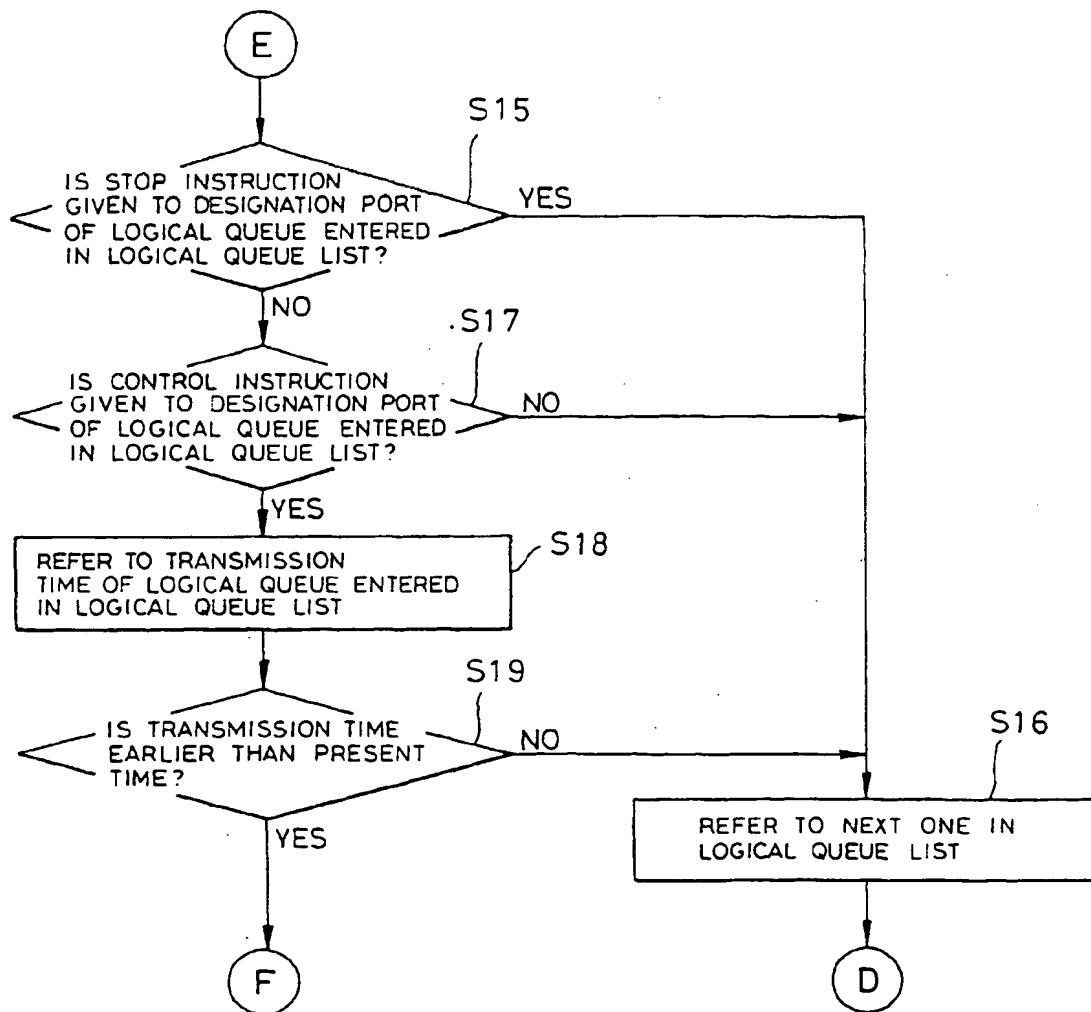 E
S15
IS STOP INSTRUCTION
GIVEN TO DESIGNATION PORT
OF LOGICAL QUEUE ENTERED
IN LOGICAL QUEUE LIST?
YES
NO
S17
IS CONTROL INSTRUCTION
GIVEN TO DESIGNATION PORT
OF LOGICAL QUEUE ENTERED
IN LOGICAL QUEUE LIST?
NO
YES
S18
REFER TO TRANSMISSION
TIME OF LOGICAL QUEUE ENTERED
IN LOGICAL QUEUE LIST
S19
IS TRANSMISSION TIME
EARLIER THAN PRESENT
TIME?
NO
YES
S16
REFER TO NEXT ONE IN
LOGICAL QUEUE LIST
F
D